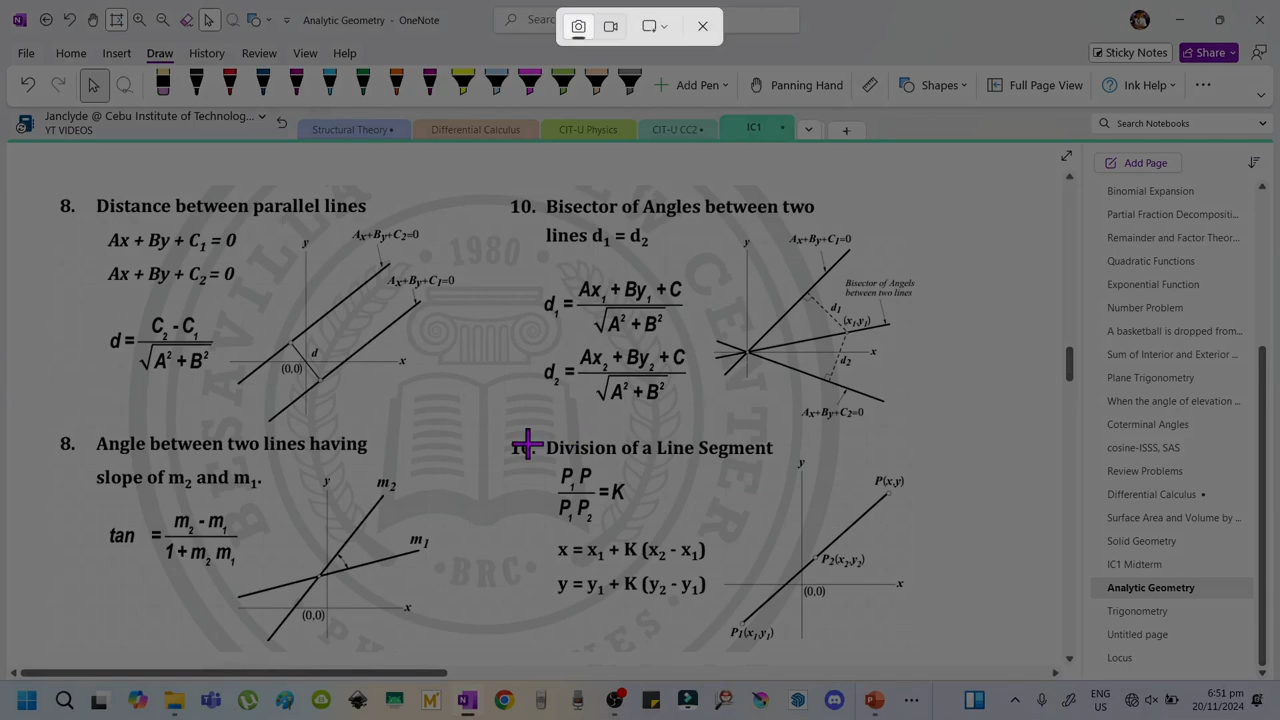 Analytic Geometry - OneNote
Sear
File Home Insert Draw History Review View Help
Sticky Notes
Share
Add Pen
Panning Hand
Shapes
Full Page View
Ink Help
Janclyde @ Cebu Institute of Technolog...
YT VIDEOS
Structural Theory
Differential Calculus
CIT-U Physics
CIT-U CC2
IC1
Search Notebooks
Add Page
8. Distance between parallel lines
Ax + By + C₁ = 0
Ax + By + C₂ = 0
d = (C₂ - C₁) / √(A² + B²)
y
Ax+By+C₂=0
Ax+By+C₁=0
d
(0,0)
x
8. Angle between two lines having
slope of m₂ and m₁.
tan = (m₂ - m₁) / (1 + m₂ m₁)
y
m₂
m₁
(0,0)
x
10. Bisector of Angles between two
lines d₁ = d₂
d₁ = (Ax₁ + By₁ + C) / √(A² + B²)
d₂ = (Ax₂ + By₂ + C) / √(A² + B²)
y
Ax+By+C₁=0
Bisector of Angels
between two lines
d₁
(x₁,y₁)
x
d₂
Ax+By+C₂=0
Division of a Line Segment
P₁P / P₁P₂ = K
x = x₁ + K (x₂ - x₁)
y = y₁ + K (y₂ - y₁)
y
P(x,y)
P₂(x₂,y₂)
x
(0,0)
P₁(x₁,y₁)
1980
BRC
BESAVILLA
REVIEW CENTER
Binomial Expansion
Partial Fraction Decompositi...
Remainder and Factor Theor...
Quadratic Functions
Exponential Function
Number Problem
A basketball is dropped from
Sum of Interior and Exterior ...
Plane Trigonometry
When the angle of elevation ...
Coterminal Angles
cosine-ISSS, SAS
Review Problems
Differential Calculus
Surface Area and Volume by ...
Solid Geometry
IC1 Midterm
Analytic Geometry
Trigonometry
Untitled page
Locus
ENG
US
6:51 pm
20/11/2024